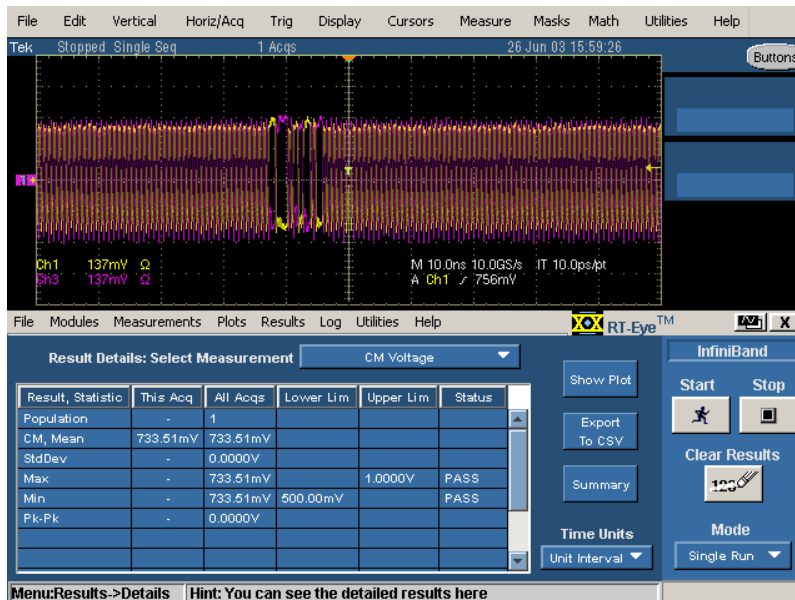 File Edit Vertical Horiz/Acq Trig Display Cursors Measure Masks Math Utilities Help
Tek Stopped Single Seq 1 Acqs 26 Jun 03 15:59:26
Buttons
Ch1 137mV Ω M 10.0ns 10.0GS/s IT 10.0ps/pt
Ch3 137mV Ω A Ch1 756mV
File Modules Measurements Plots Results Log Utilities Help RT-Eye™ X
Result Details: Select Measurement CM Voltage InfiniBand
Show Plot Start Stop
Result, Statistic This Acq All Acqs Lower Lim Upper Lim Status
Population - 1
CM, Mean 733.51mV 733.51mV
Export
To CSV
StdDev - 0.0000V
Clear Results
Max - 733.51mV 1.0000V PASS
Min - 733.51mV 500.00mV PASS
Summary
123
Pk-Pk - 0.0000V
Time Units Mode
Unit Interval Single Run
Menu:Results->Details Hint: You can see the detailed results here